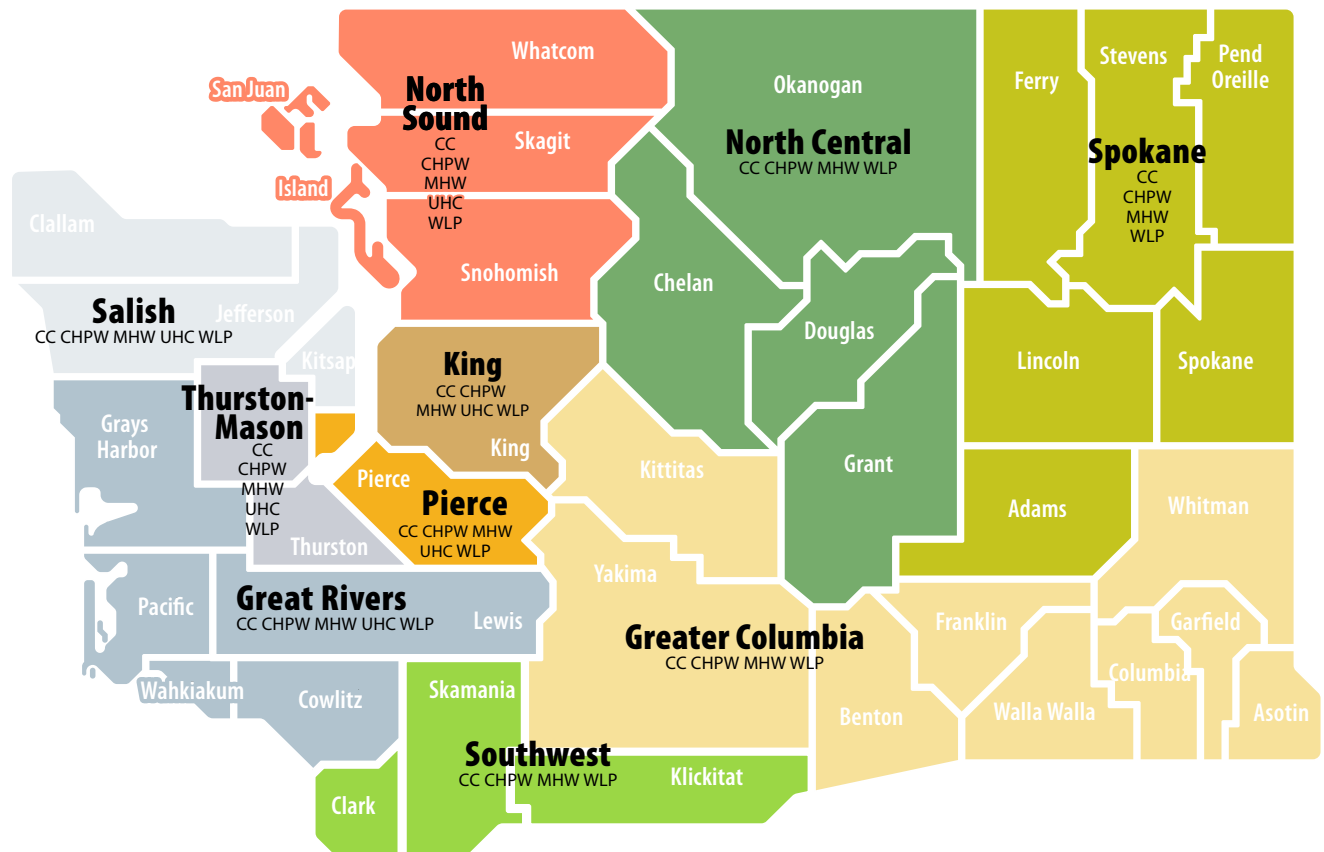 Whatcom
San Juan
North
Sound
CC
CHPW
MHW
UHC
WLP
Skagit
Island
Snohomish
Okanogan
North Central
CC CHPW MHW WLP
Chelan
Douglas
Grant
Ferry
Stevens
Pend
Oreille
Spokane
CC
CHPW
MHW
WLP
Lincoln
Spokane
Adams
Clallam
Salish
CC CHPW MHW UHC WLP
Jefferson
Kitsap
King
CC CHPW
MHW UHC WLP
King
Thurston-
Mason
CC
CHPW
MHW
UHC
WLP
Thurston
Grays
Harbor
Pierce
Pierce
CC CHPW MHW
UHC WLP
Kittitas
Yakima
Whitman
Pacific
Great Rivers
CC CHPW MHW UHC WLP
Lewis
Wahkiakum
Cowlitz
Greater Columbia
CC CHPW MHW WLP
Franklin
Garfield
Columbia
Benton
Walla Walla
Asotin
Skamania
Southwest
CC CHPW MHW WLP
Klickitat
Clark